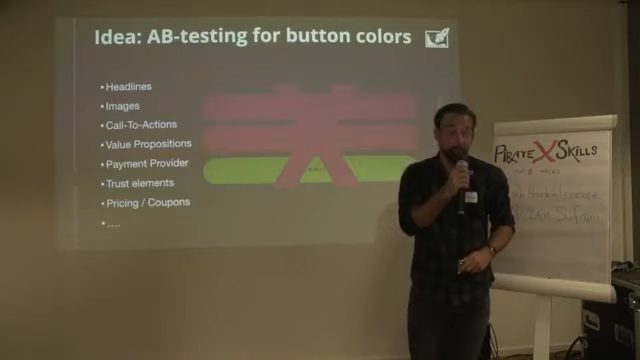 Idea: AB-testing for button colors
• Headlines
• Images
• Call-To-Actions
• Value Propositions
• Payment Provider
• Trust elements
• Pricing / Coupons
• ....
PIRATE X SKILLS